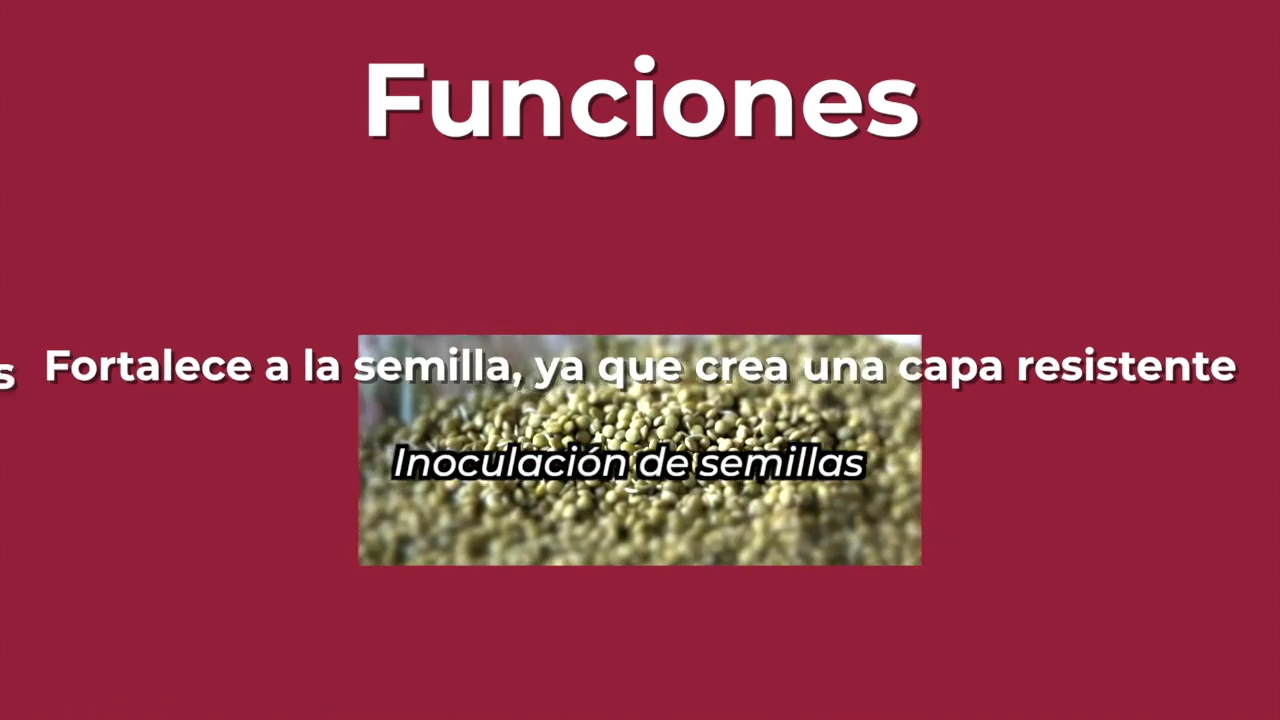 Funciones
s Fortalece a la semilla, ya que crea una capa resistente
Inoculación de semillas